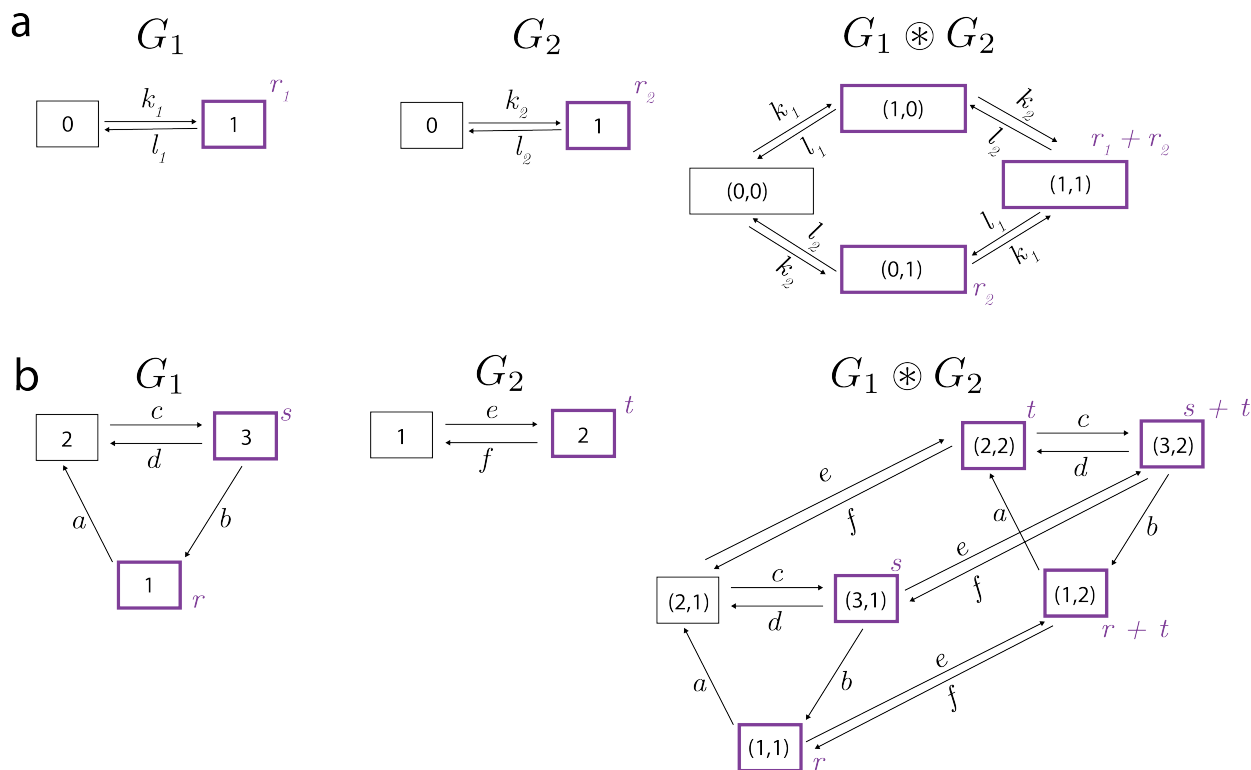 a
G₁
G₂
G₁ ⊛ G₂
0
k₁
l₁
1
r₁
0
k₂
l₂
1
r₂
(0,0)
k₁
l₁
(1,0)
k₂
l₂
r₁ + r₂
(1,1)
l₂
k₂
(0,1)
r₂
l₁
k₁
b
G₁
G₂
G₁ ⊛ G₂
2
c
d
3
s
a
b
1
r
1
e
f
2
t
t
(2,2)
c
d
s + t
(3,2)
e
f
a
b
(2,1)
c
d
s
(3,1)
e
f
(1,2)
r + t
a
b
e
f
(1,1)
r